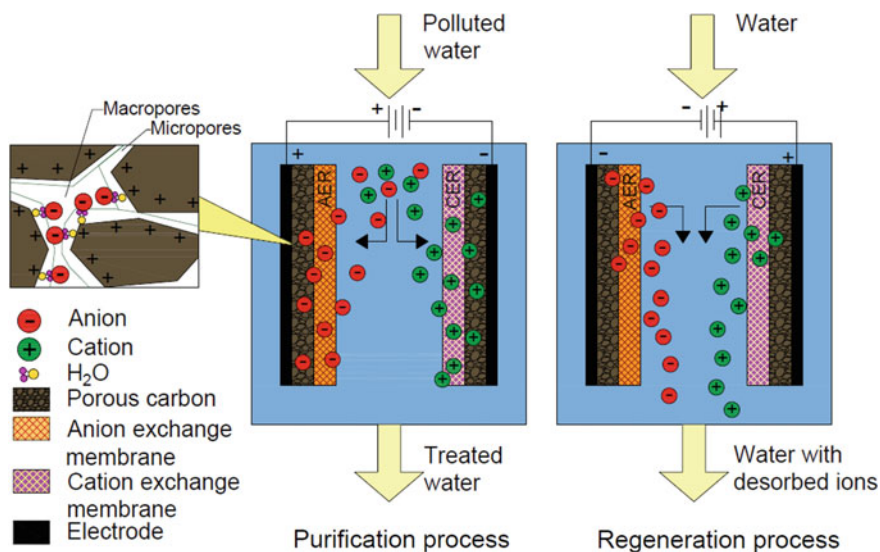 Polluted
water
Water
Macropores
Micropores
+ -
- +
+ -
- +
AER
CER
AER
CER
Anion
Cation
H₂O
Porous carbon
Anion exchange
membrane
Cation exchange
membrane
Electrode
Treated
water
Water with
desorbed ions
Purification process
Regeneration process